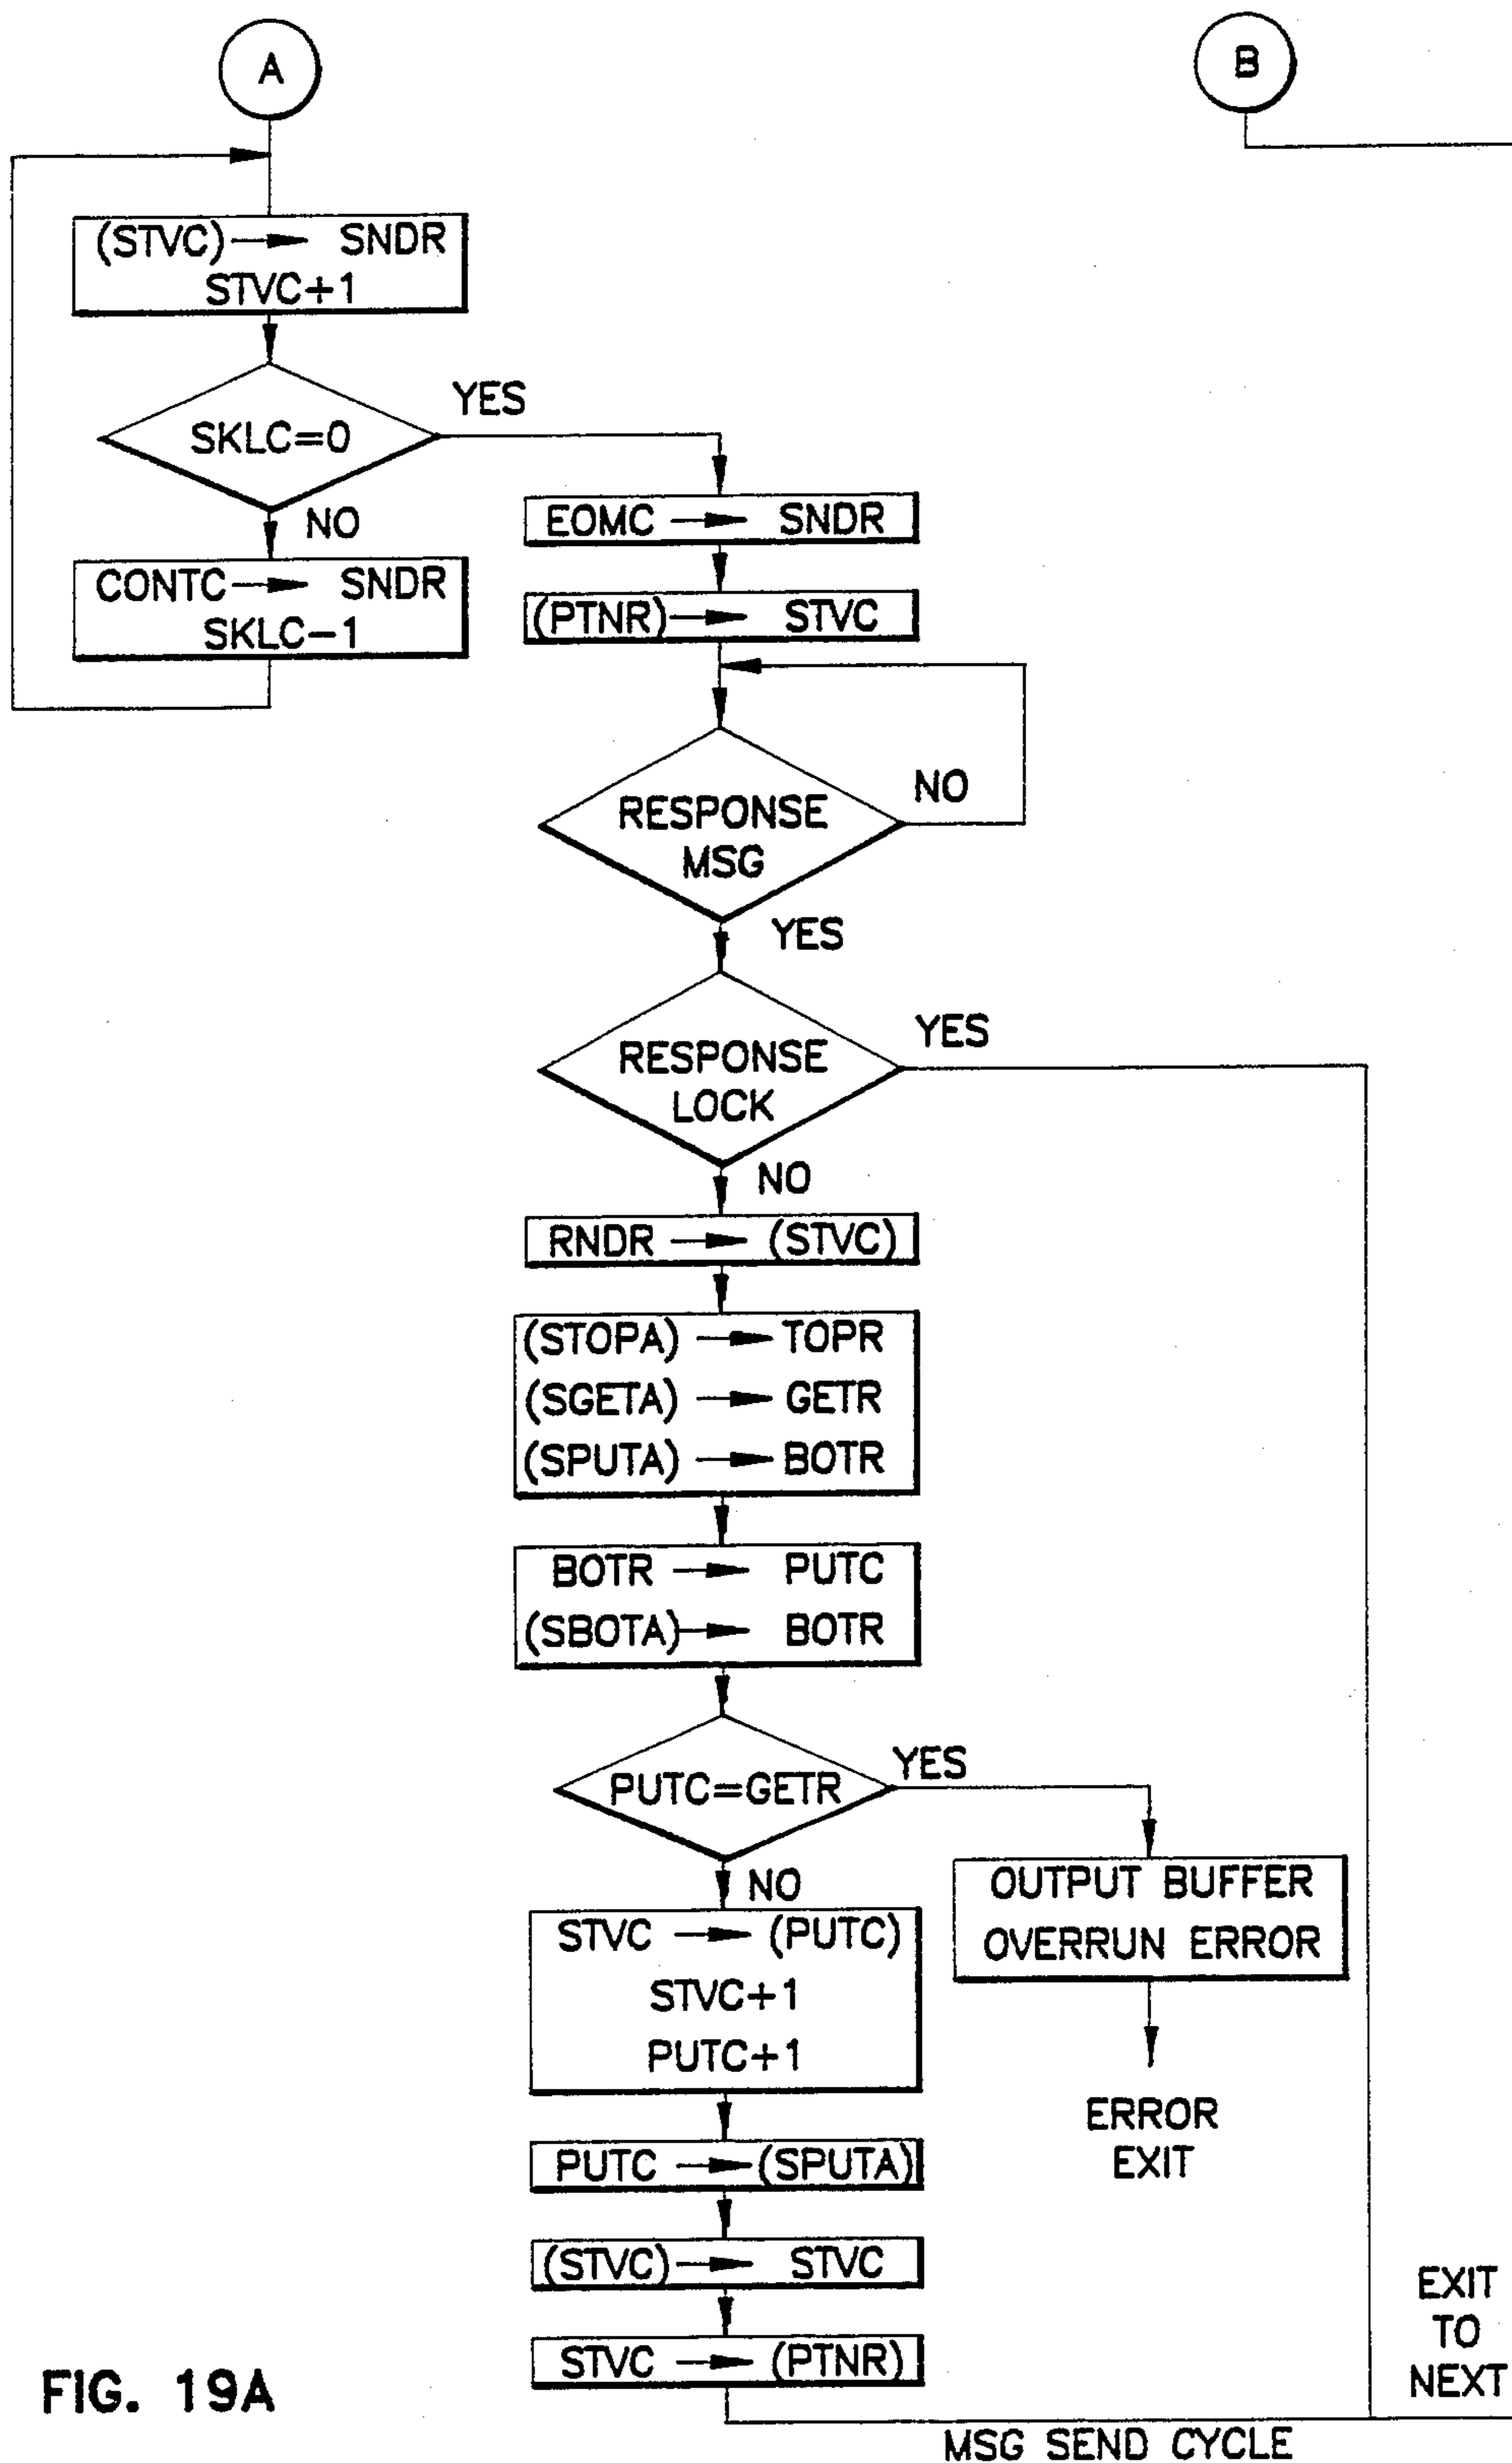 A
B
(STVC) → SNDR
STVC+1
SKLC=0
YES
NO
CONTC → SNDR
SKLC-1
EOMC → SNDR
(PTNR) → STVC
RESPONSE
MSG
NO
YES
RESPONSE
LOCK
YES
NO
RNDR → (STVC)
(STOPA) → TOPR
(SGETA) → GETR
(SPUTA) → BOTR
BOTR → PUTC
(SBOTA) → BOTR
PUTC=GETR
YES
NO
OUTPUT BUFFER
OVERRUN ERROR
ERROR
EXIT
STVC → (PUTC)
STVC+1
PUTC+1
PUTC → (SPUTA)
(STVC) → STVC
STVC → (PTNR)
EXIT
TO
NEXT
MSG SEND CYCLE
FIG. 19A